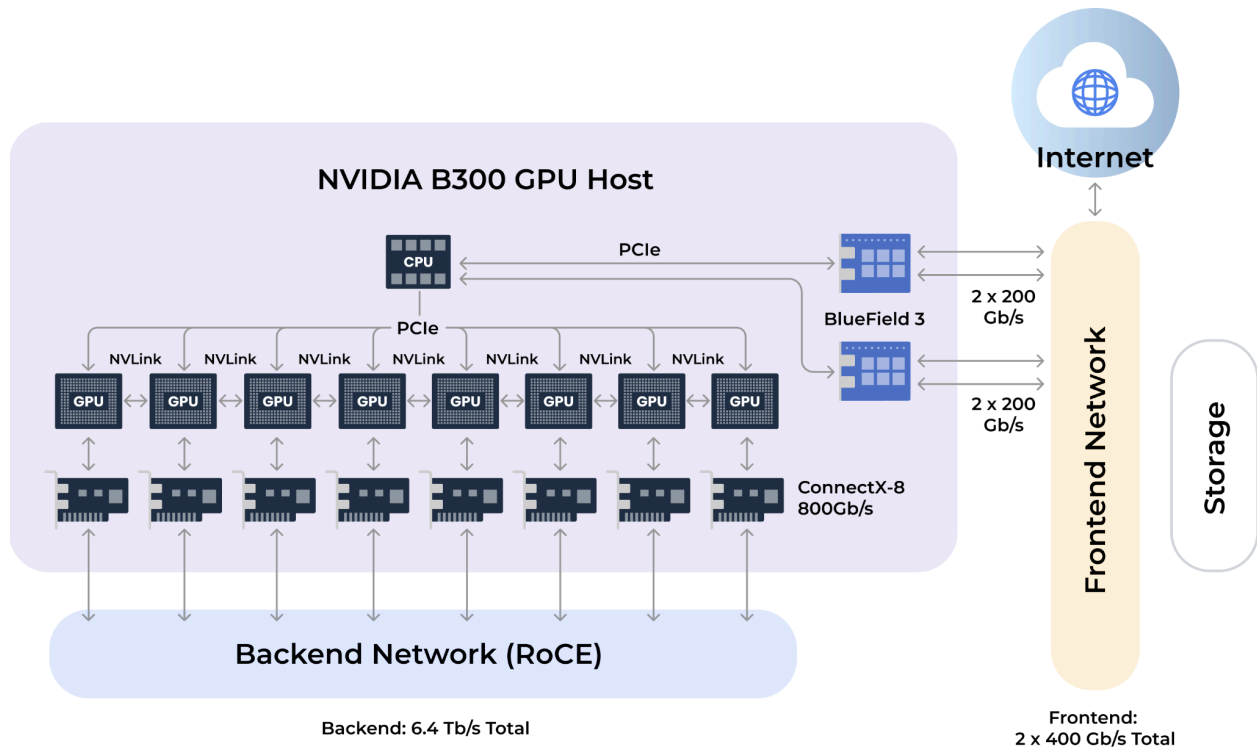 Internet
NVIDIA B300 GPU Host
CPU
PCIe
BlueField 3
2 x 200
Gb/s
2 x 200
Gb/s
PCIe
NVLink
NVLink
NVLink
NVLink
NVLink
NVLink
NVLink
GPU
GPU
GPU
GPU
GPU
GPU
GPU
GPU
ConnectX-8
800Gb/s
Frontend Network
Storage
Backend Network (RoCE)
Backend: 6.4 Tb/s Total
Frontend:
2 x 400 Gb/s Total